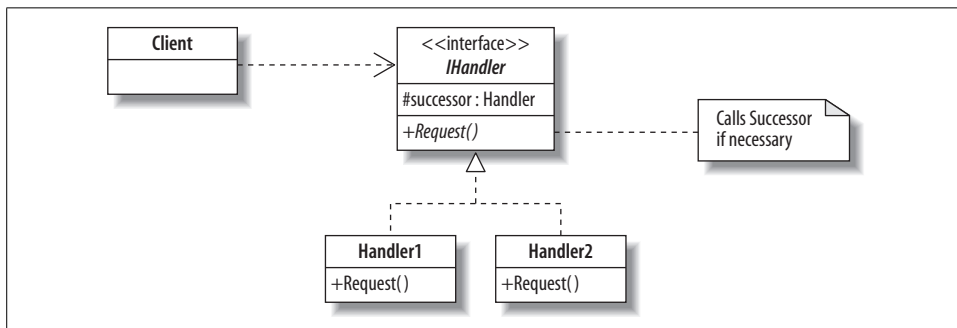 Client
<<interface>>
IHandler
#successor : Handler
+Request()
Calls Successor
if necessary
Handler1
+Request()
Handler2
+Request()